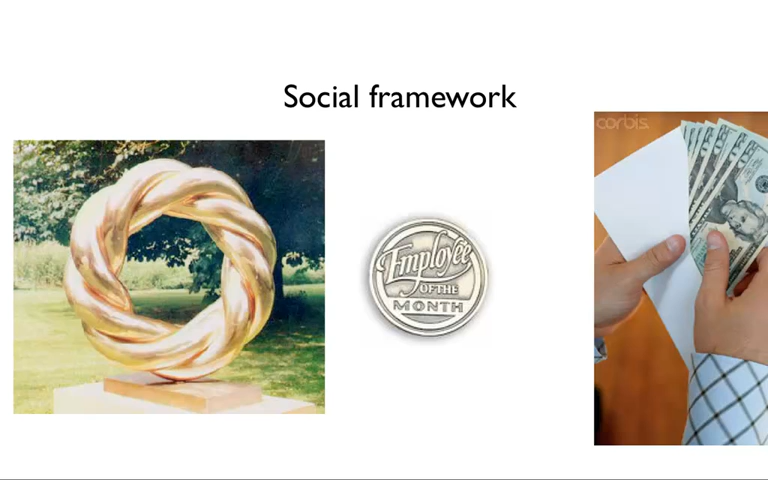 Social framework
corbis.
Employee
OF THE
MONTH